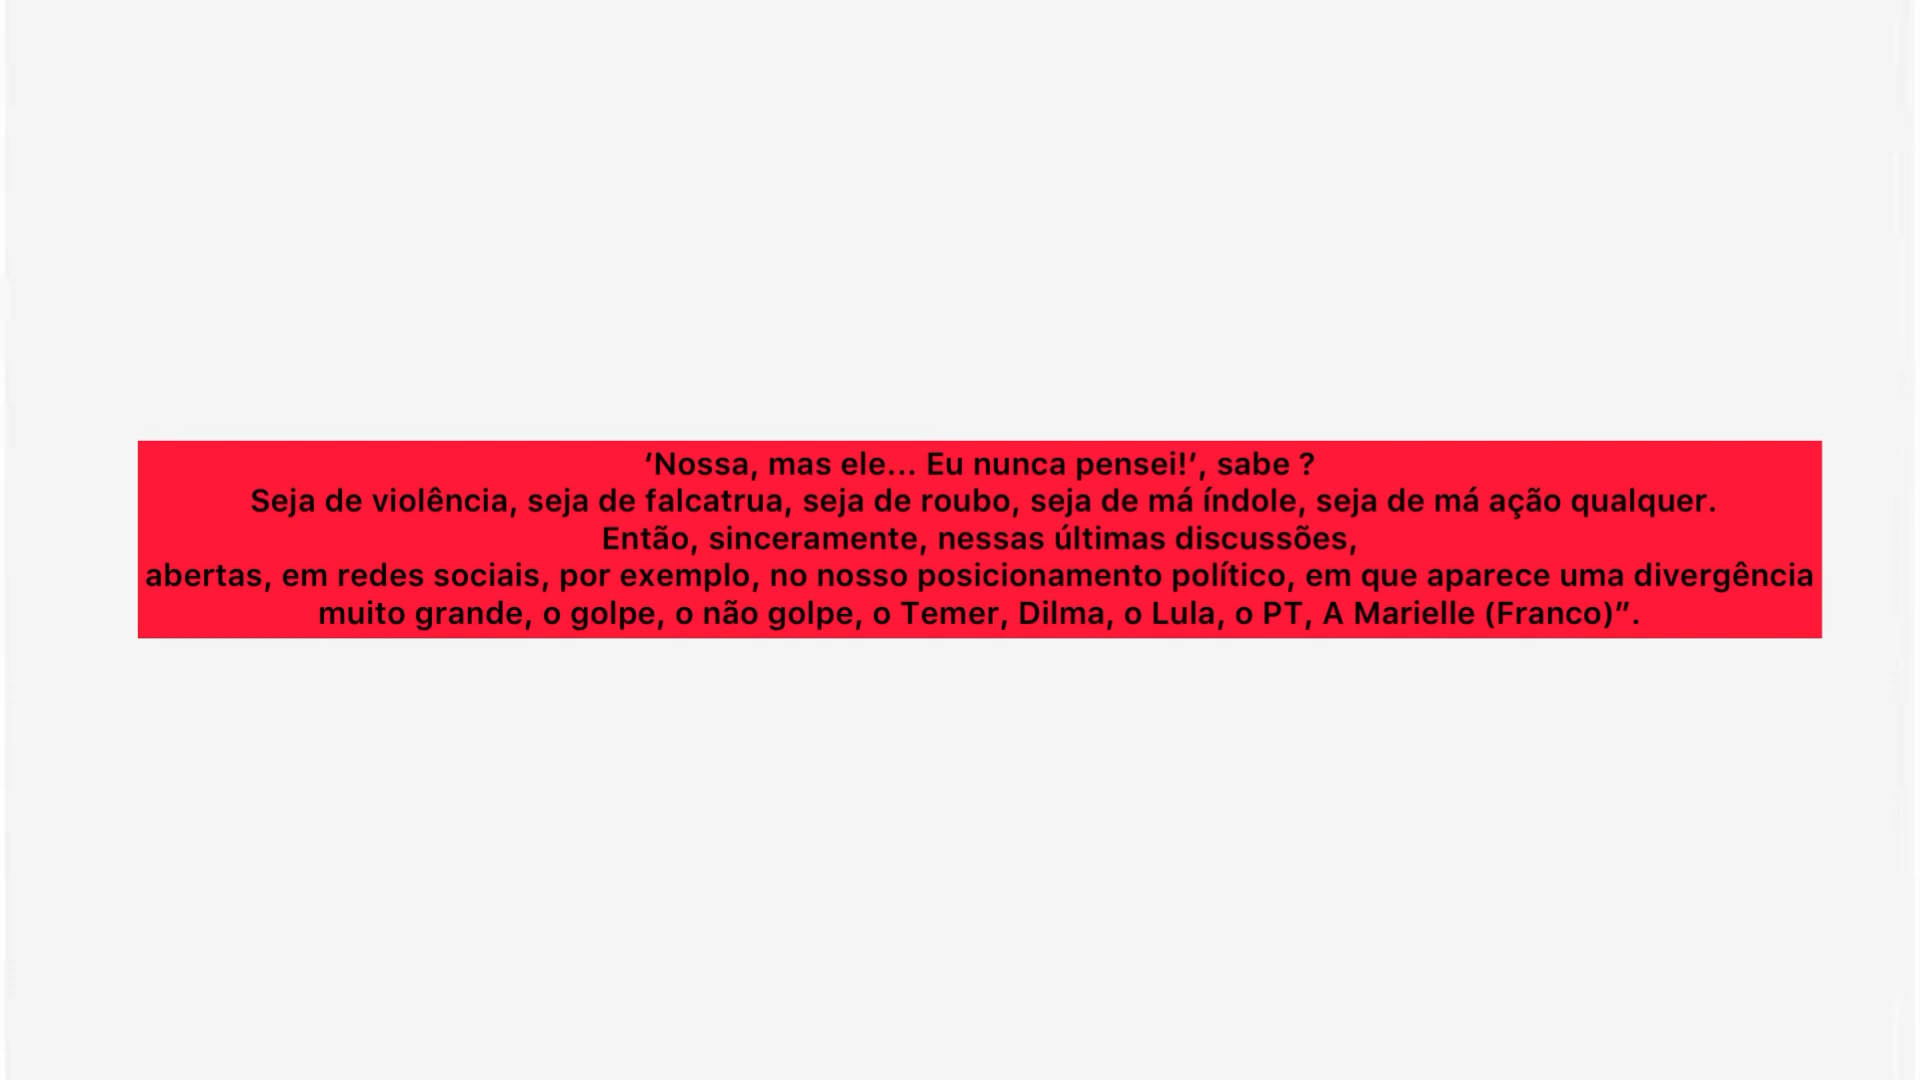 ‘Nossa, mas ele... Eu nunca pensei!’, sabe ?
Seja de violência, seja de falcatrua, seja de roubo, seja de má índole, seja de má ação qualquer.
Então, sinceramente, nessas últimas discussões,
abertas, em redes sociais, por exemplo, no nosso posicionamento político, em que aparece uma divergência
muito grande, o golpe, o não golpe, o Temer, Dilma, o Lula, o PT, A Marielle (Franco)”.